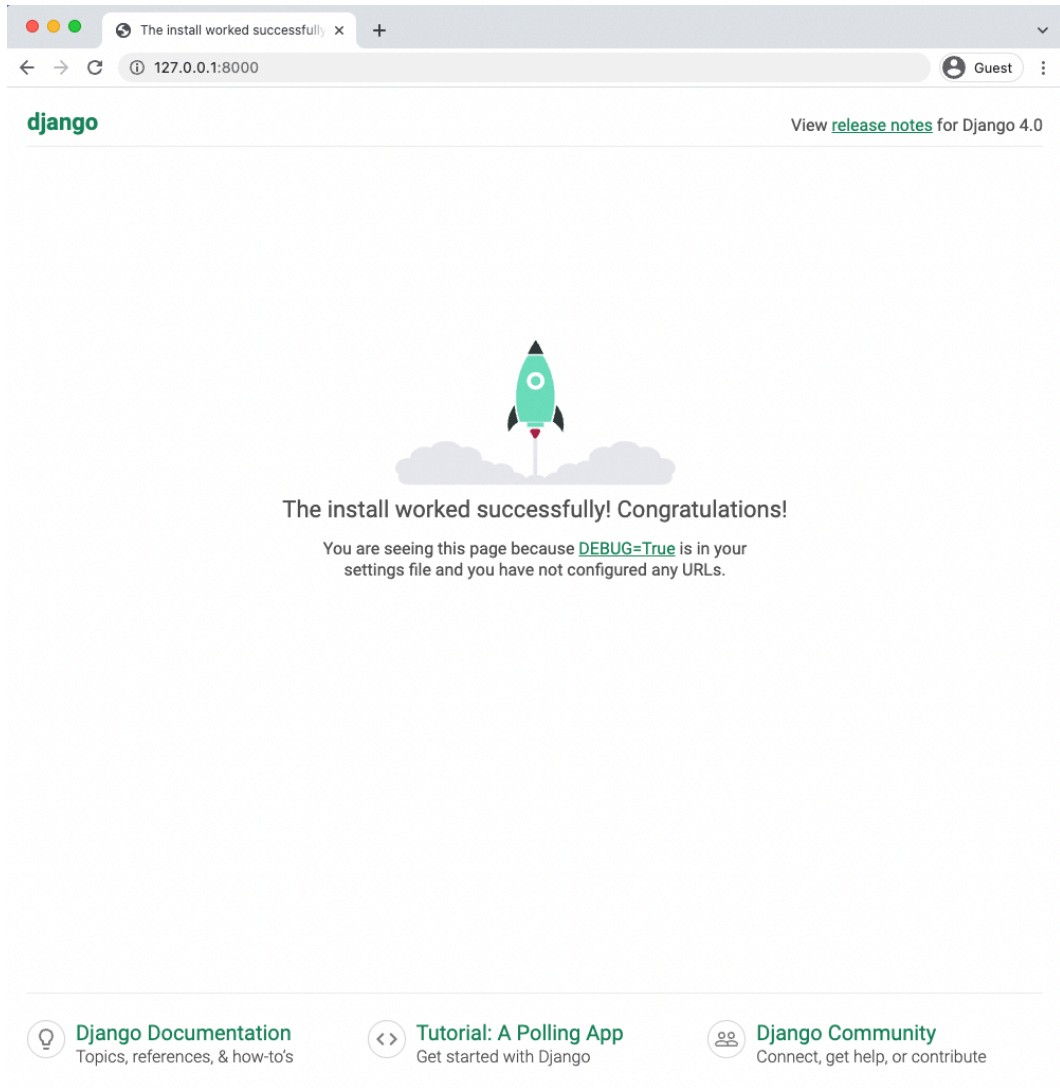 The install worked successfully
127.0.0.1:8000
Guest
django
View release notes for Django 4.0
The install worked successfully! Congratulations!
You are seeing this page because DEBUG=True is in your
settings file and you have not configured any URLs.
Django Documentation
Topics, references, & how-to’s
Tutorial: A Polling App
Get started with Django
Django Community
Connect, get help, or contribute